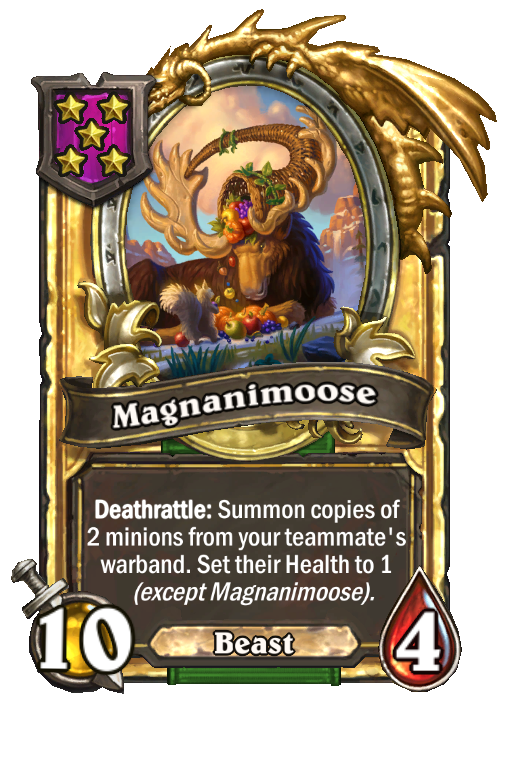 Magnanimoose
Deathrattle: Summon copies of
2 minions from your teammate's
warband. Set their Health to 1
(except Magnanimoose).
10
Beast
4